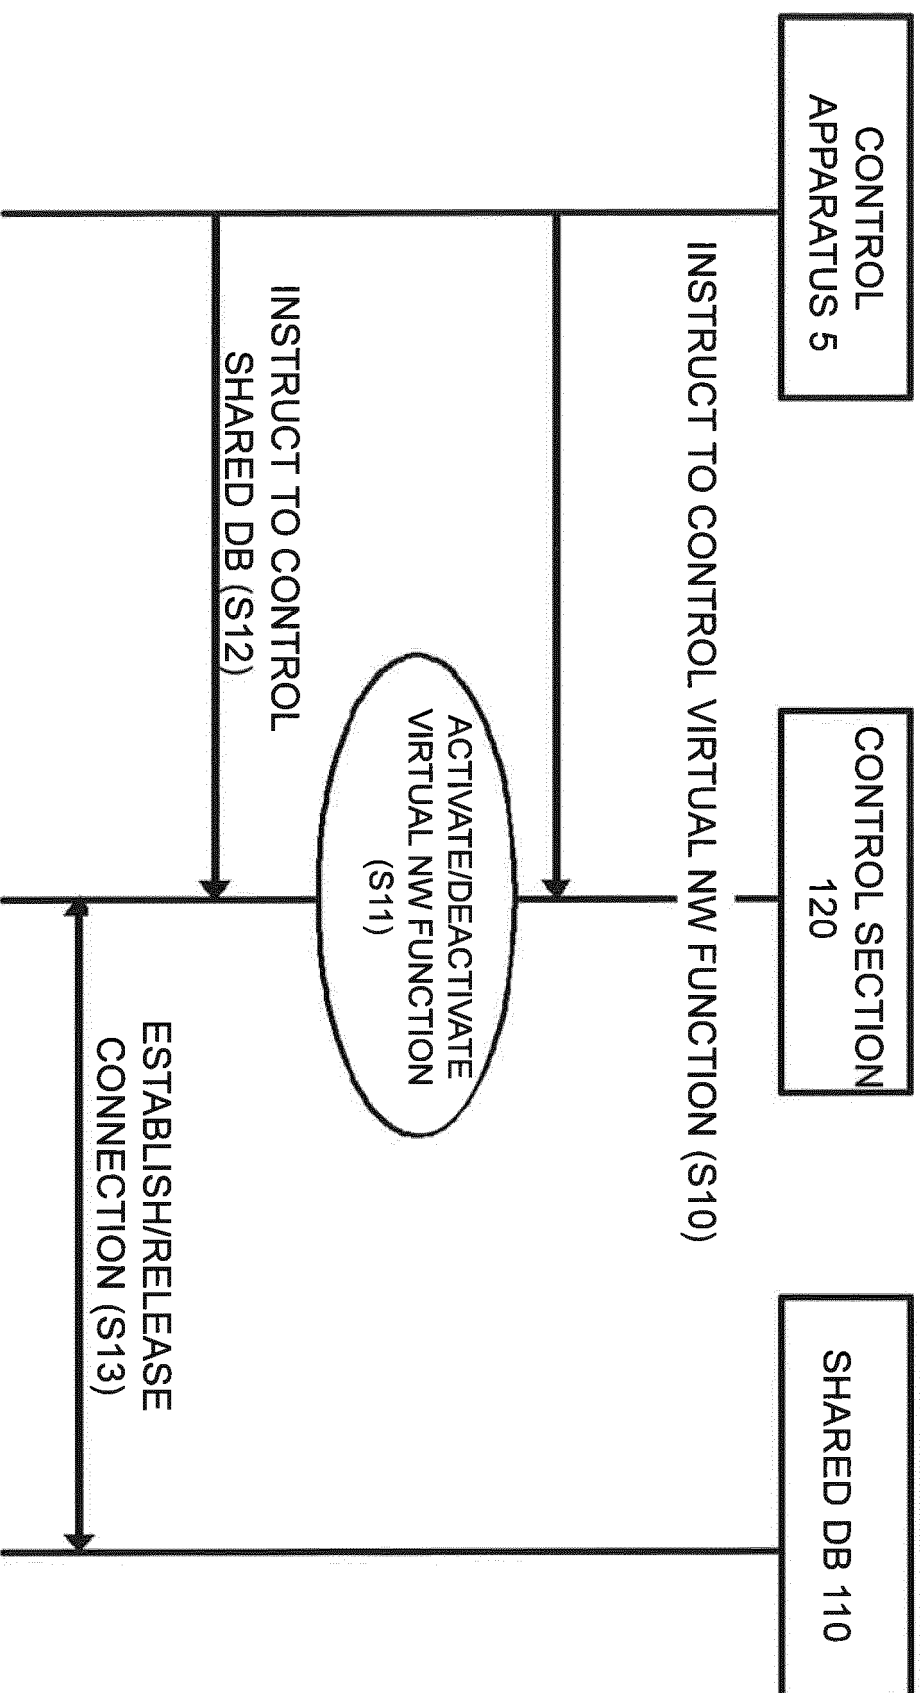 CONTROL
APPARATUS 5
CONTROL SECTION
120
SHARED DB 110
INSTRUCT TO CONTROL VIRTUAL NW FUNCTION (S10)
ACTIVATE/DEACTIVATE
VIRTUAL NW FUNCTION
(S11)
INSTRUCT TO CONTROL
SHARED DB (S12)
ESTABLISH/RELEASE
CONNECTION (S13)